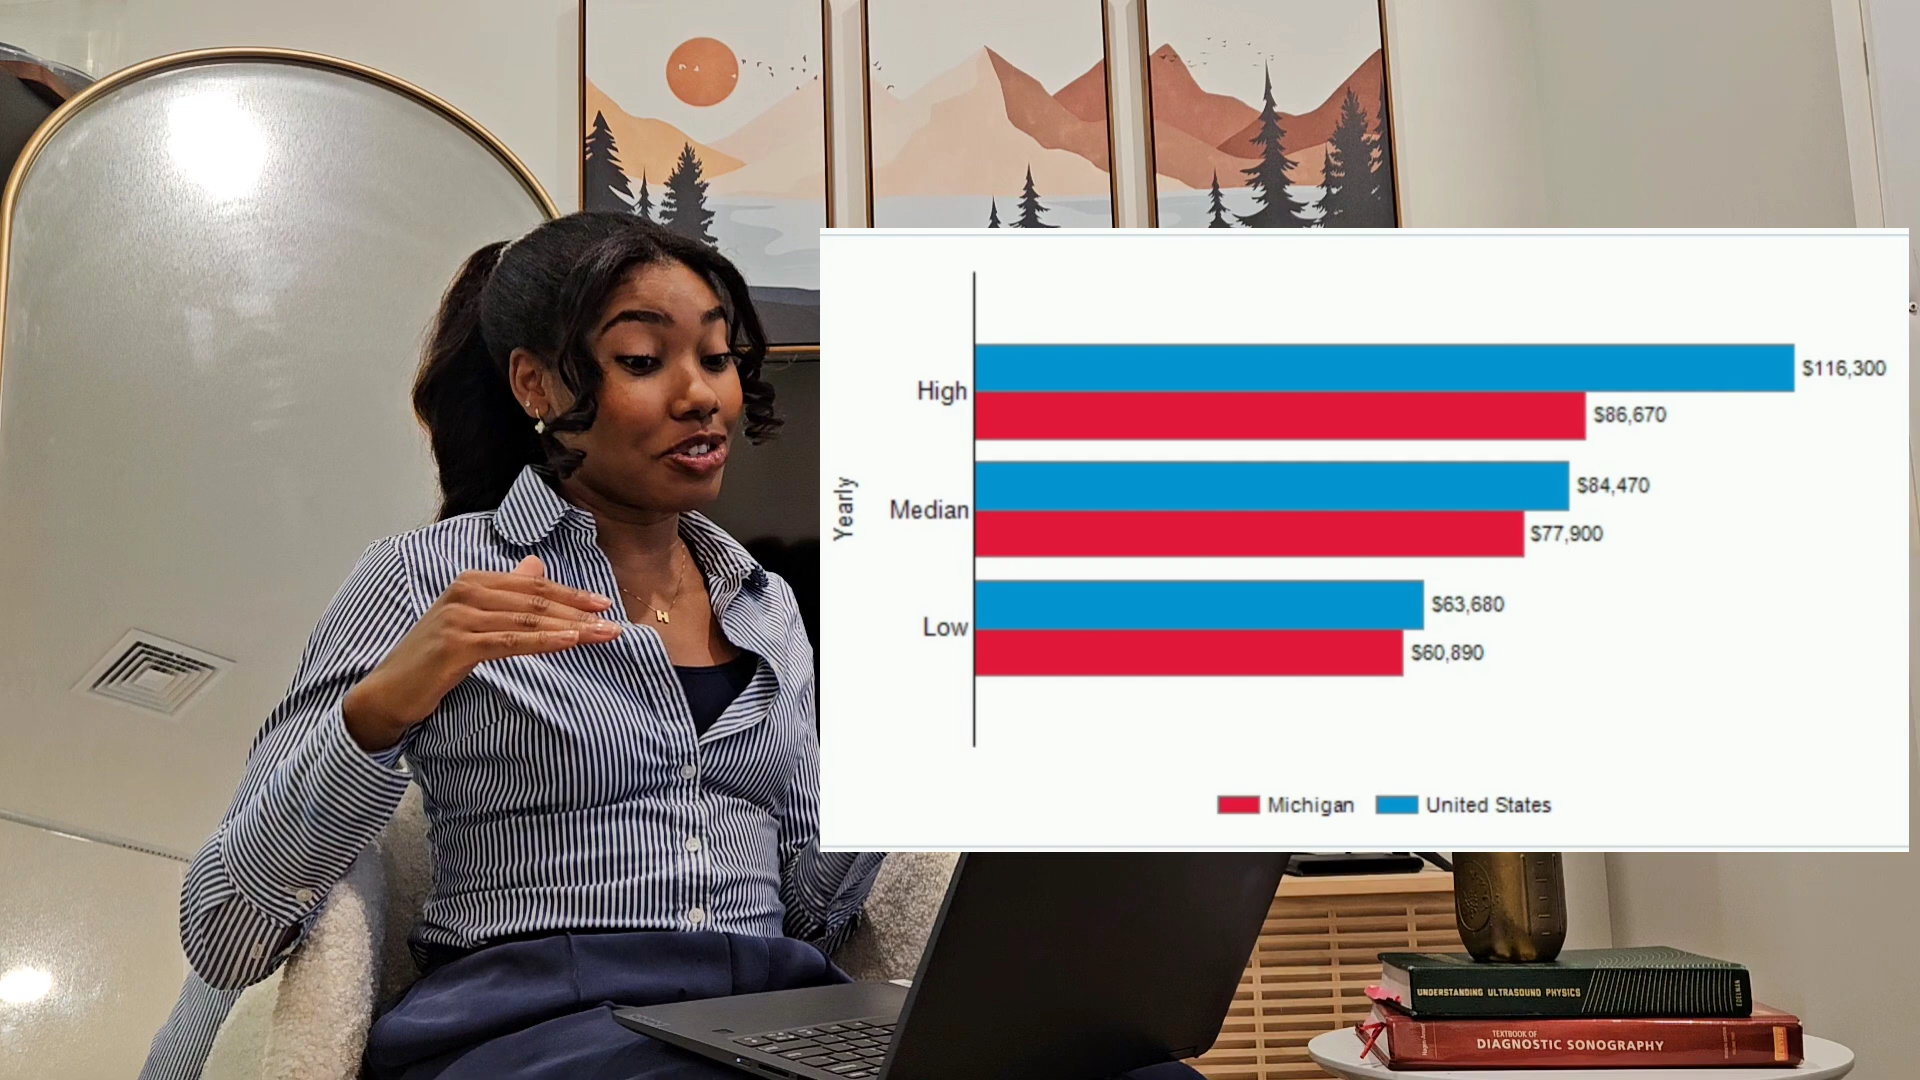 Yearly
High
$116,300
$86,670
Median
$84,470
$77,900
Low
$63,680
$60,890
Michigan United States
H
UNDERSTANDING ULTRASOUND PHYSICS
EDELMAN
TEXTBOOK OF
DIAGNOSTIC SONOGRAPHY